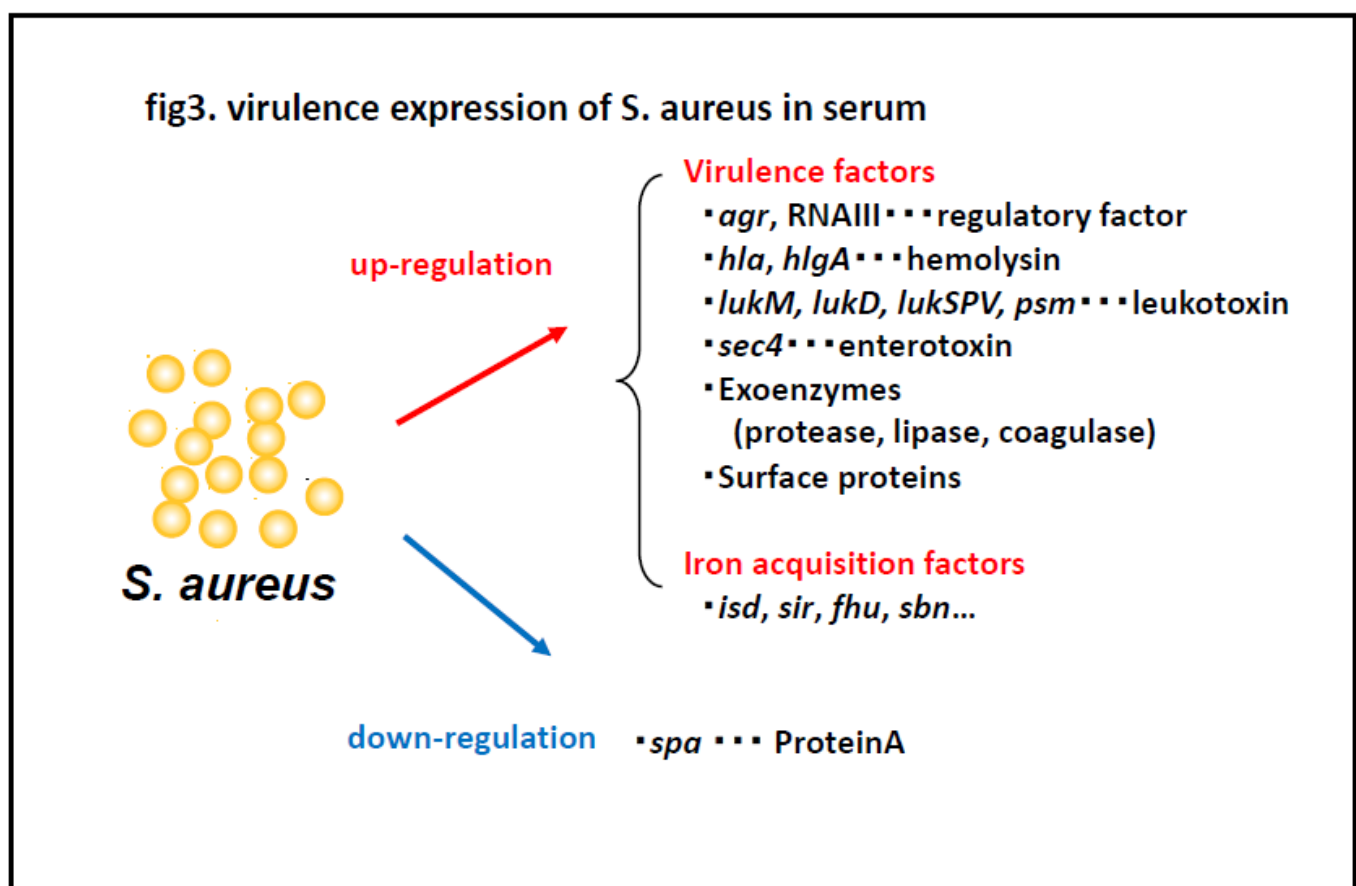 fig3. virulence expression of S. aureus in serum
Virulence factors
・agr, RNAIII・・・regulatory factor
up-regulation
・hla, hlgA・・・hemolysin
・lukM, lukD, lukSPV, psm・・・leukotoxin
・sec4・・・enterotoxin
・Exoenzymes
(protease, lipase, coagulase)
・Surface proteins
Iron acquisition factors
・isd, sir, fhu, sbn…
S. aureus
down-regulation ・spa ・・・ ProteinA